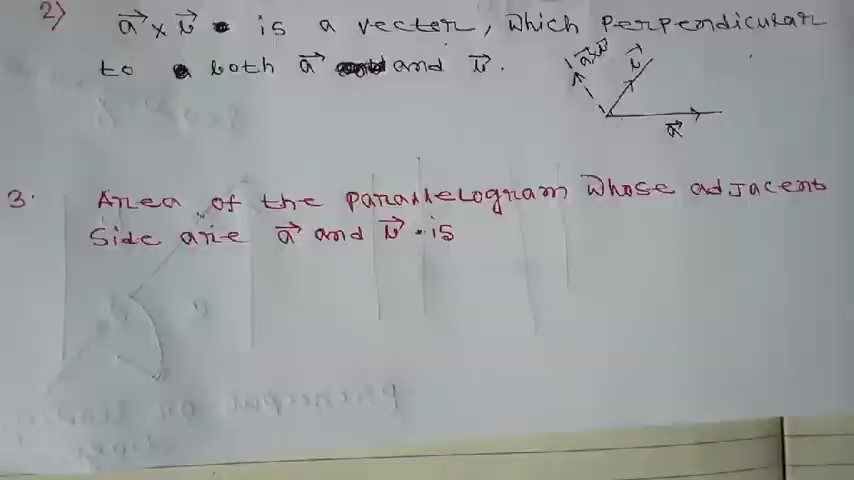 2) a⃗ x b⃗ is a vector, which perpendicular
to both a⃗ and b⃗.
a⃗xb⃗
b⃗
a⃗
3. Area of the parallelogram whose adjacent
side are a⃗ and b⃗. is